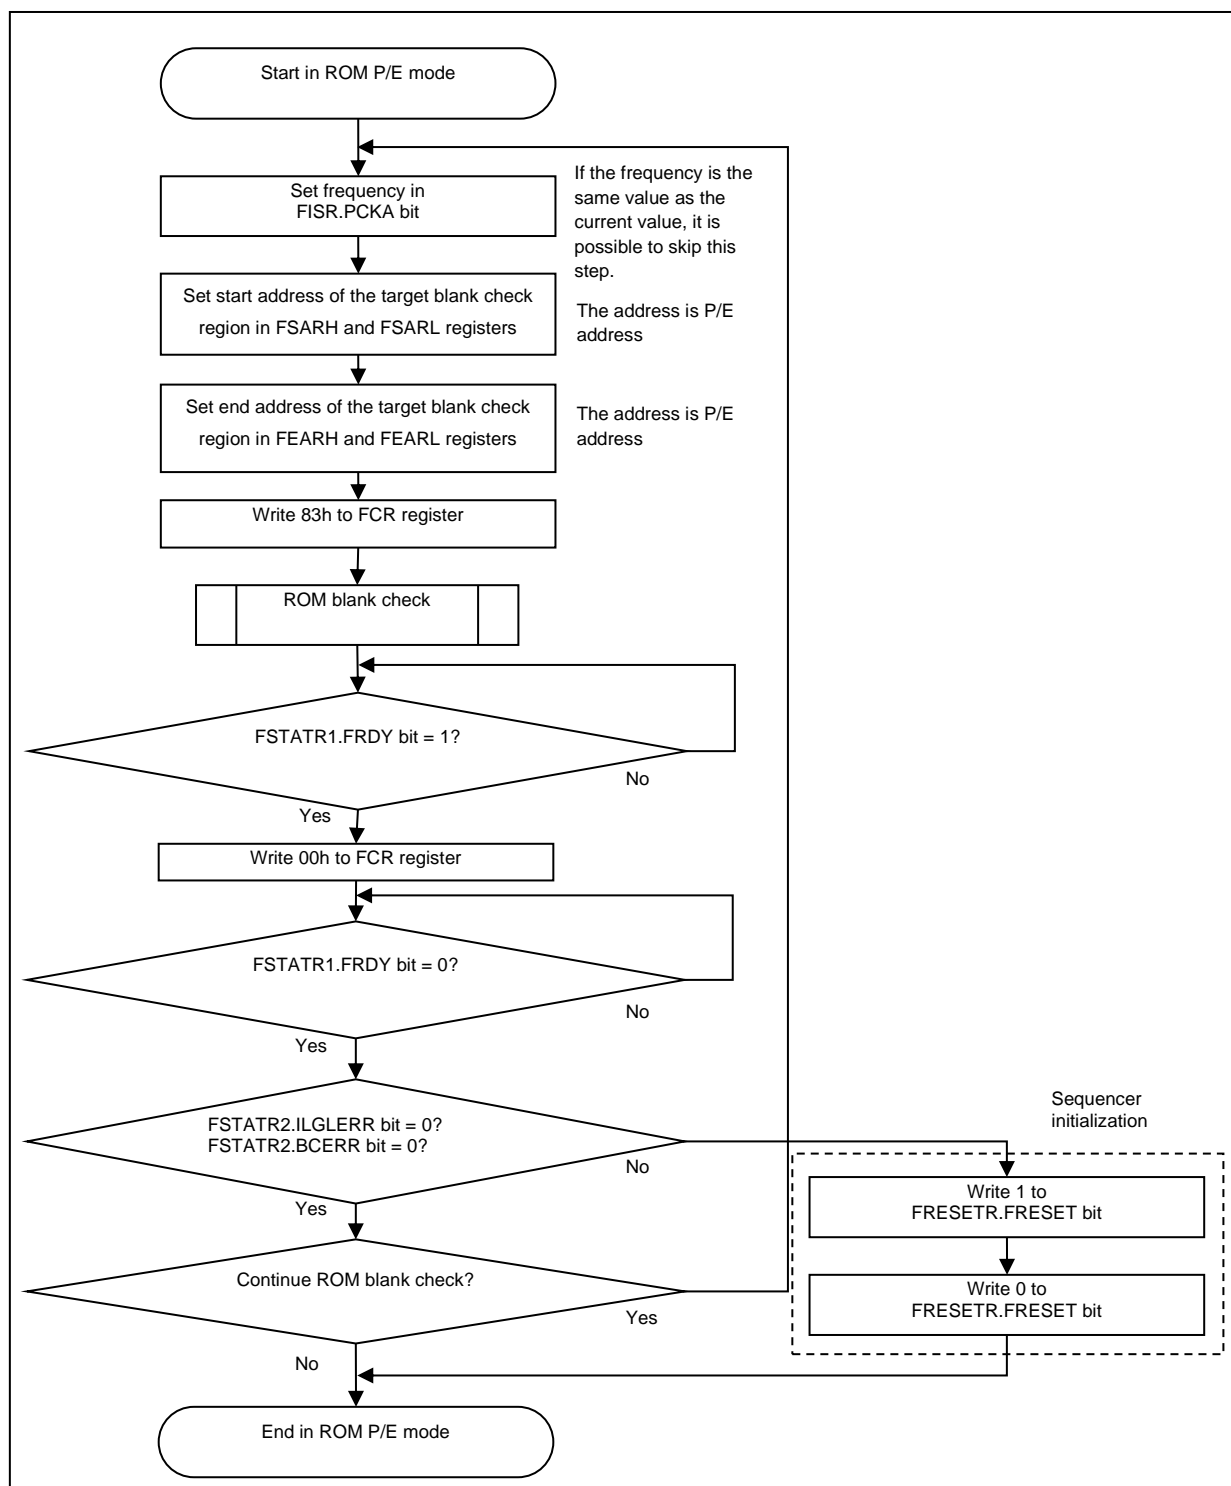 Start in ROM P/E mode
Set frequency in
FISR.PCKA bit
If the frequency is the
same value as the
current value, it is
possible to skip this
step.
Set start address of the target blank check
region in FSARH and FSARL registers
The address is P/E
address
Set end address of the target blank check
region in FEARH and FEARL registers
The address is P/E
address
Write 83h to FCR register
ROM blank check
FSTATR1.FRDY bit = 1?
No
Yes
Write 00h to FCR register
FSTATR1.FRDY bit = 0?
No
Yes
FSTATR2.ILGLERR bit = 0?
FSTATR2.BCERR bit = 0?
No
Yes
Sequencer
initialization
Write 1 to
FRESETR.FRESET bit
Write 0 to
FRESETR.FRESET bit
Continue ROM blank check?
Yes
No
End in ROM P/E mode